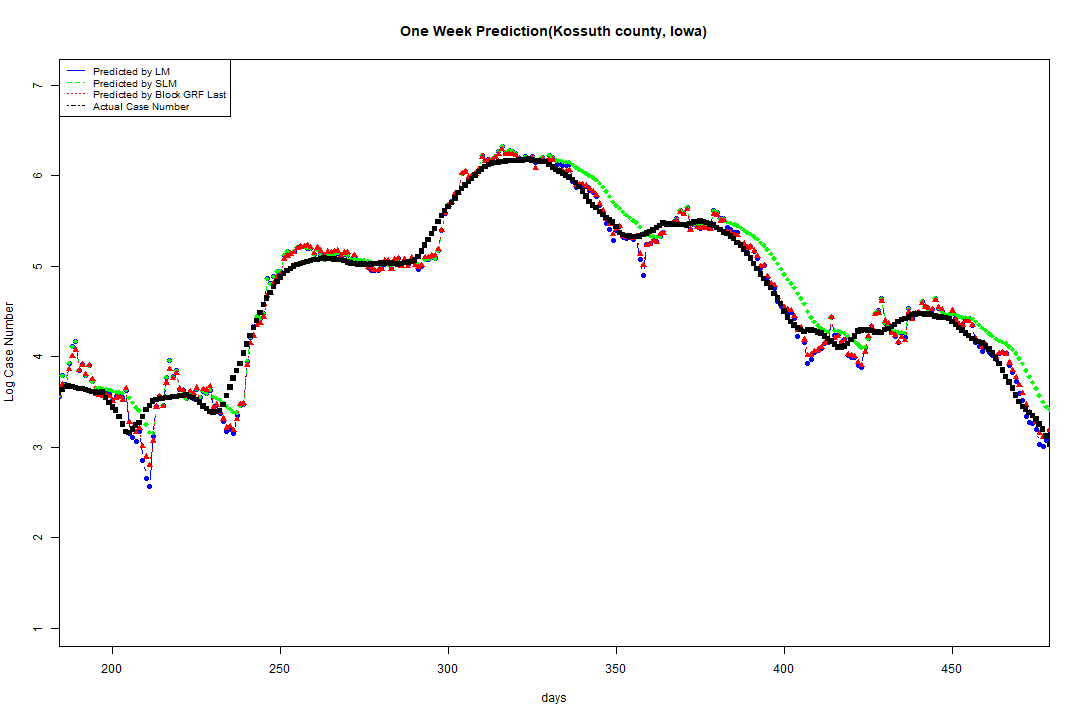 One Week Prediction(Kossuth county, Iowa)
Predicted by LM
Predicted by SLM
Predicted by Block GRF Last
Actual Case Number
Log Case Number
7
6
5
4
3
2
1
200 250 300 350 400 450
days